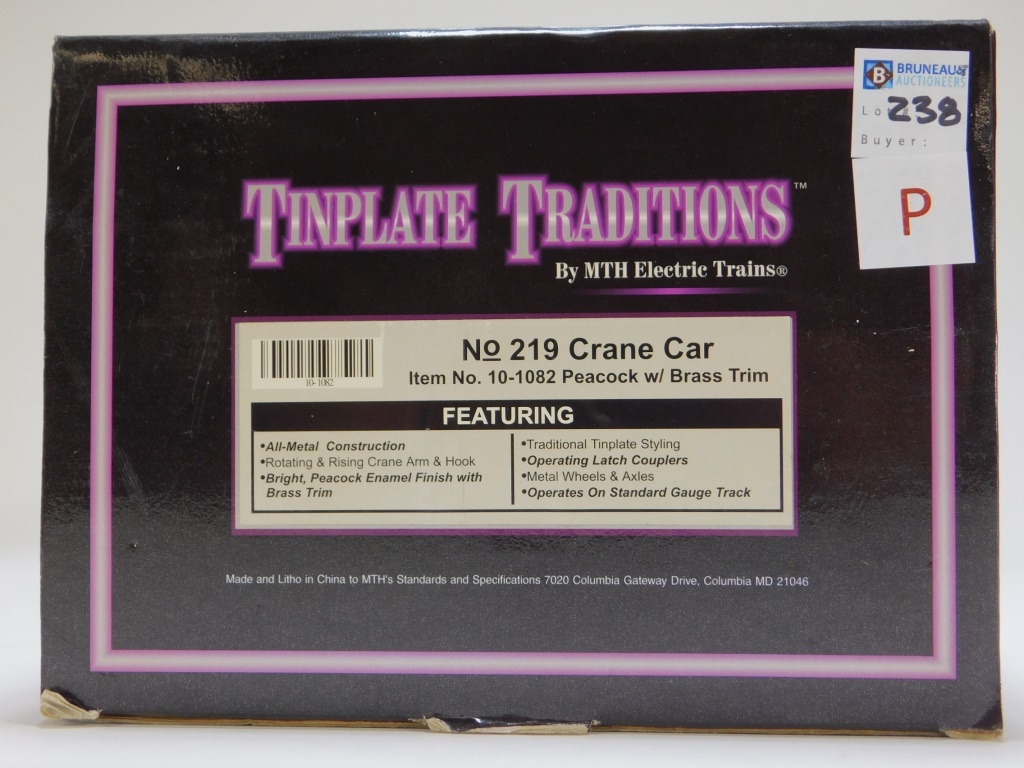 BRUNEAU&
AUCTIONEERS
Lot# 238
Buyer:
P
TINPLATE TRADITIONS™
By MTH Electric Trains®
10-1082
No 219 Crane Car
Item No. 10-1082 Peacock w/ Brass Trim
FEATURING
•All-Metal Construction
•Rotating & Rising Crane Arm & Hook
•Bright, Peacock Enamel Finish with
Brass Trim
•Traditional Tinplate Styling
•Operating Latch Couplers
•Metal Wheels & Axles
•Operates On Standard Gauge Track
Made and Litho in China to MTH's Standards and Specifications 7020 Columbia Gateway Drive, Columbia MD 21046